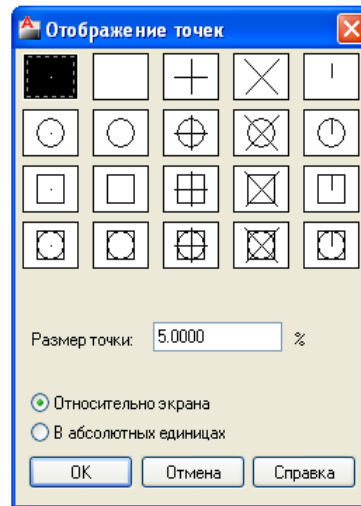 Отображение точек
Размер точки: 5.0000 %
Относительно экрана
В абсолютных единицах
OK Отмена Справка